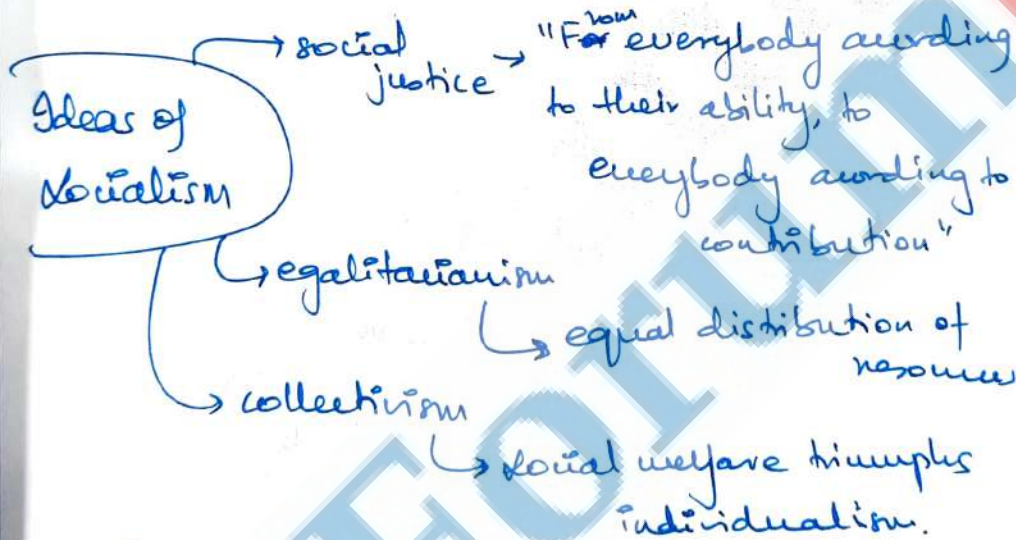 Ideas of
Socialism
social
justice
"From everybody according
to their ability, to
everybody according to
contribution"
egalitarianism
equal distribution of
resources
collectivism
social welfare triumphs
individualism.
Forum